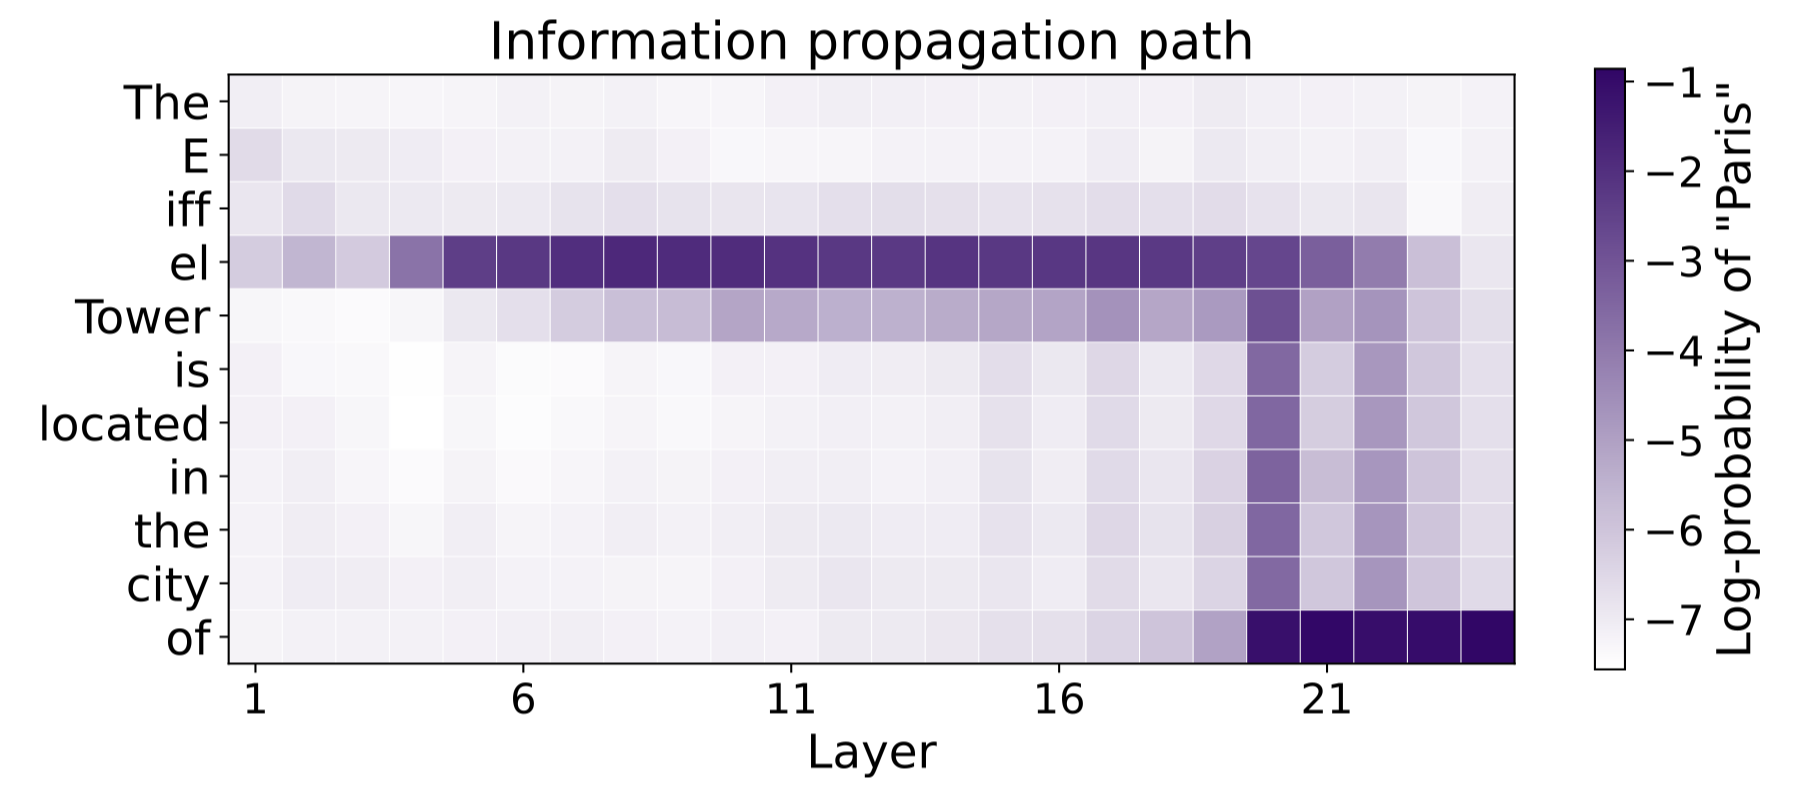 Information propagation path
The
E
iff
el
Tower
is
located
in
the
city
of
1 6 11 16 21
Layer
−1
−2
−3
−4
−5
−6
−7
Log-probability of "Paris"